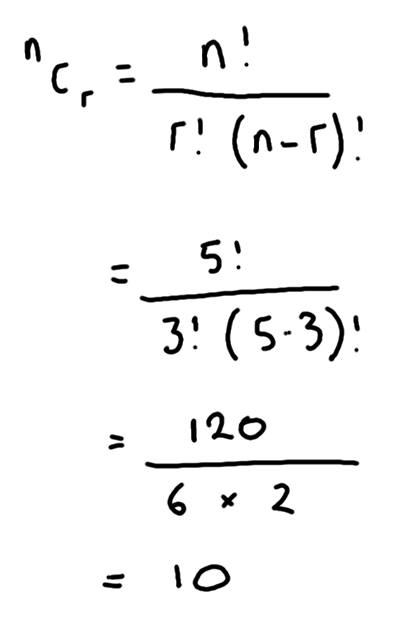 ⁿCᵣ = n! / r! (n-r)!
= 5! / 3! (5-3)!
= 120 / 6 × 2
= 10